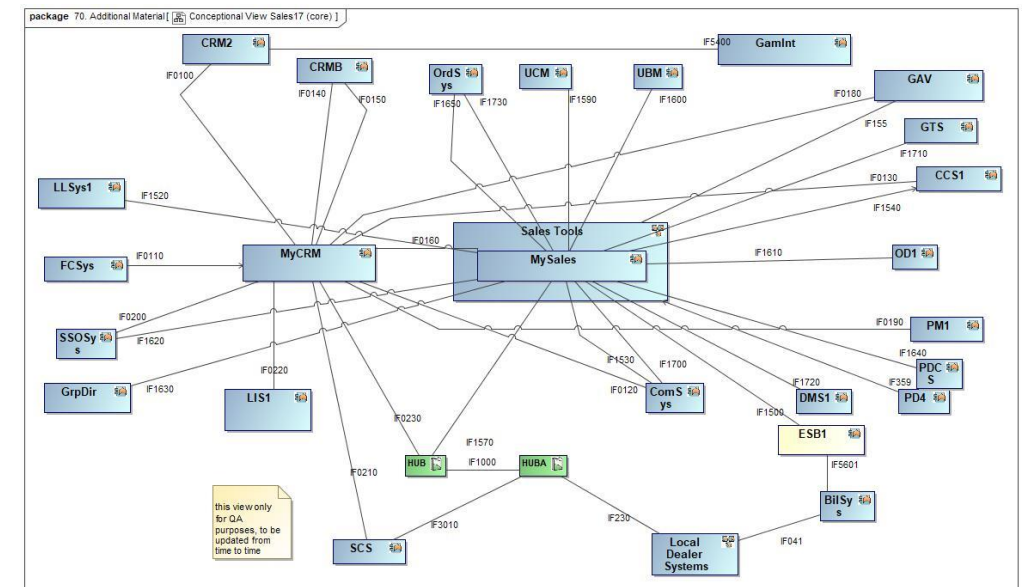 package 70. Additional Material[ Conceptional View Sales17 (core) ]
CRM2
IF5400
GamInt
IF0100
CRMB
IF0140
IF0150
OrdS
ys
IF1650
IF1730
UCM
IF1590
UBM
IF1600
GAV
IF0180
IF155
GTS
IF1710
CCS1
IF0130
IF1540
LLSys1
IF1520
Sales Tools
MySales
MyCRM
IF0160
IF1610
OD1
FCSys
IF0110
IF0200
SSOSy
s
IF1620
IF0190
PM1
IF1640
PDC
S
GrpDir
IF1630
IF0220
LIS1
IF1530
IF1700
IF0120
ComS
ys
IF1720
DMS1
IF359
PD4
IF0230
IF1500
ESB1
IF1570
HUB
IF1000
HUBA
IF5601
IF0210
BilSy
s
this view only
for QA
purposes, to be
updated from
time to time
IF3010
IF230
SCS
Local
Dealer
Systems
IF041